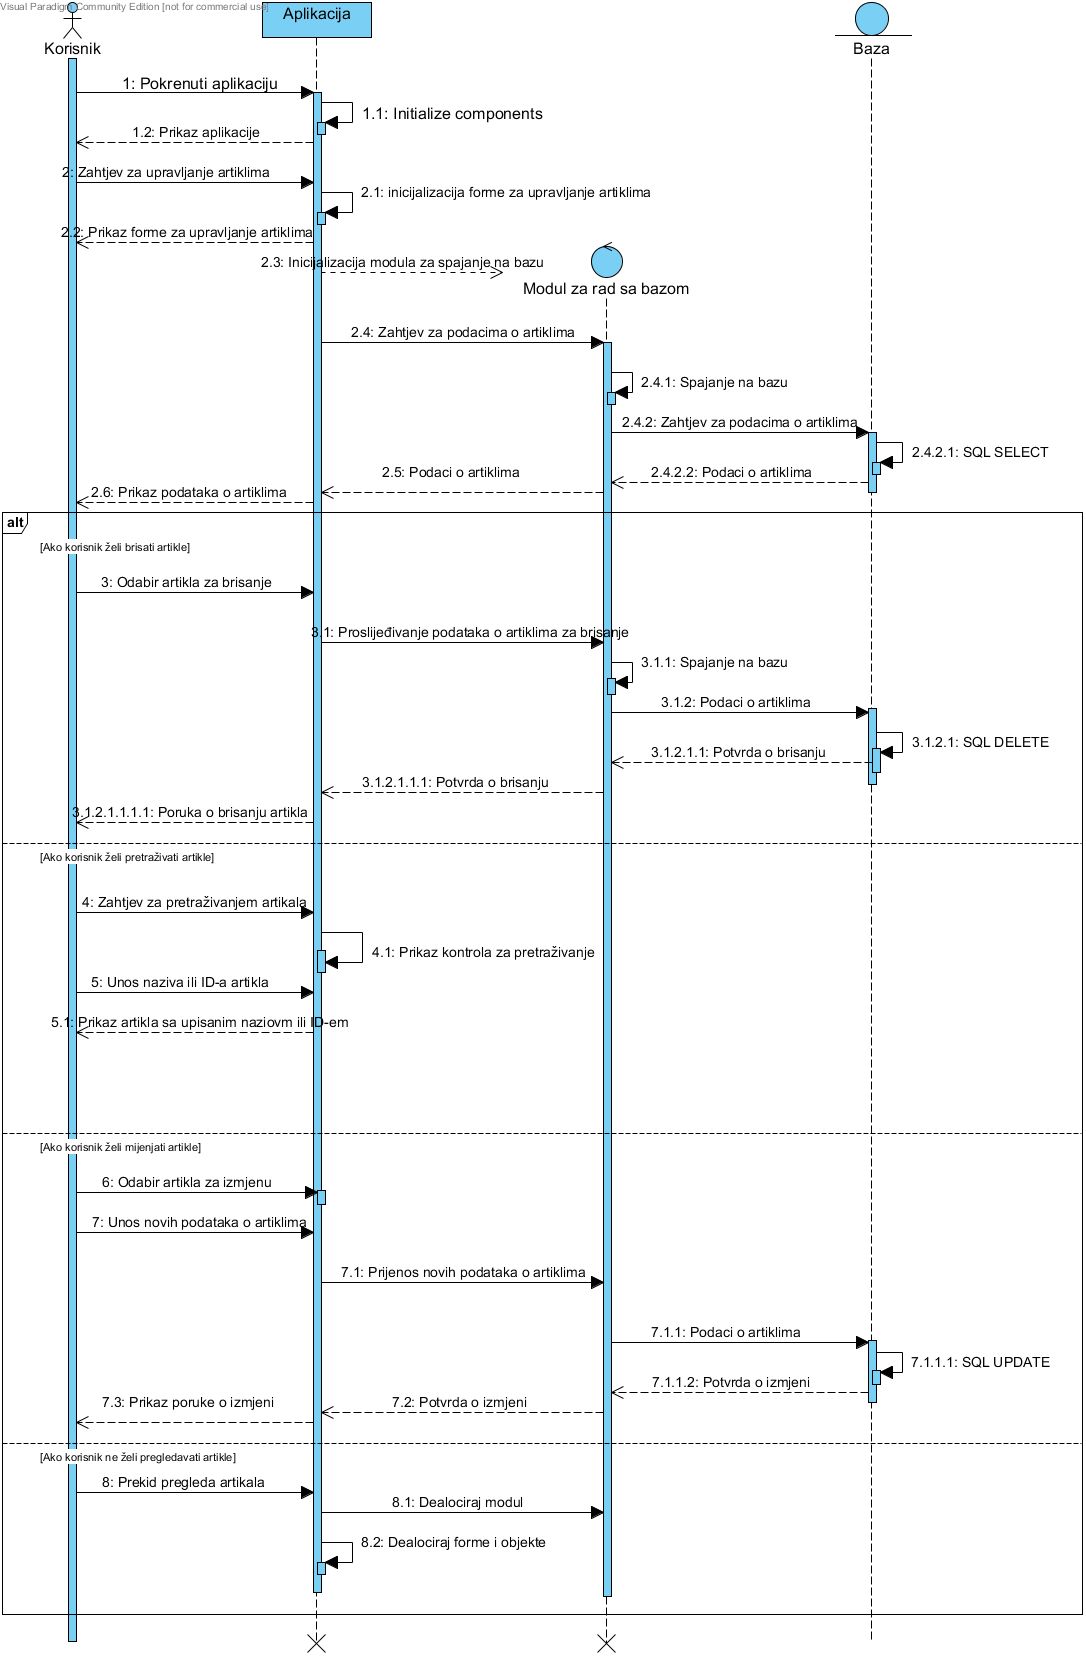 Visual Paradigm Community Edition [not for commercial use]
Aplikacija
Korisnik
Baza
1: Pokrenuti aplikaciju
1.1: Initialize components
1.2: Prikaz aplikacije
2: Zahtjev za upravljanje artiklima
2.1: inicijalizacija forme za upravljanje artiklima
2.2: Prikaz forme za upravljanje artiklima
2.3: Inicijalizacija modula za spajanje na bazu
Modul za rad sa bazom
2.4: Zahtjev za podacima o artiklima
2.4.1: Spajanje na bazu
2.4.2: Zahtjev za podacima o artiklima
2.4.2.1: SQL SELECT
2.5: Podaci o artiklima
2.4.2.2: Podaci o artiklima
2.6: Prikaz podataka o artiklima
alt
[Ako korisnik želi brisati artikle]
3: Odabir artikla za brisanje
3.1: Proslijeđivanje podataka o artiklima za brisanje
3.1.1: Spajanje na bazu
3.1.2: Podaci o artiklima
3.1.2.1: SQL DELETE
3.1.2.1.1: Potvrda o brisanju
3.1.2.1.1.1: Potvrda o brisanju
3.1.2.1.1.1.1: Poruka o brisanju artikla
[Ako korisnik želi pretraživati artikle]
4: Zahtjev za pretraživanjem artikala
4.1: Prikaz kontrola za pretraživanje
5: Unos naziva ili ID-a artikla
5.1: Prikaz artikla sa upisanim naziovm ili ID-em
[Ako korisnik želi mijenjati artikle]
6: Odabir artikla za izmjenu
7: Unos novih podataka o artiklima
7.1: Prijenos novih podataka o artiklima
7.1.1: Podaci o artiklima
7.1.1.1: SQL UPDATE
7.1.1.2: Potvrda o izmjeni
7.3: Prikaz poruke o izmjeni
7.2: Potvrda o izmjeni
[Ako korisnik ne želi pregledavati artikle]
8: Prekid pregleda artikala
8.1: Dealociraj modul
8.2: Dealociraj forme i objekte